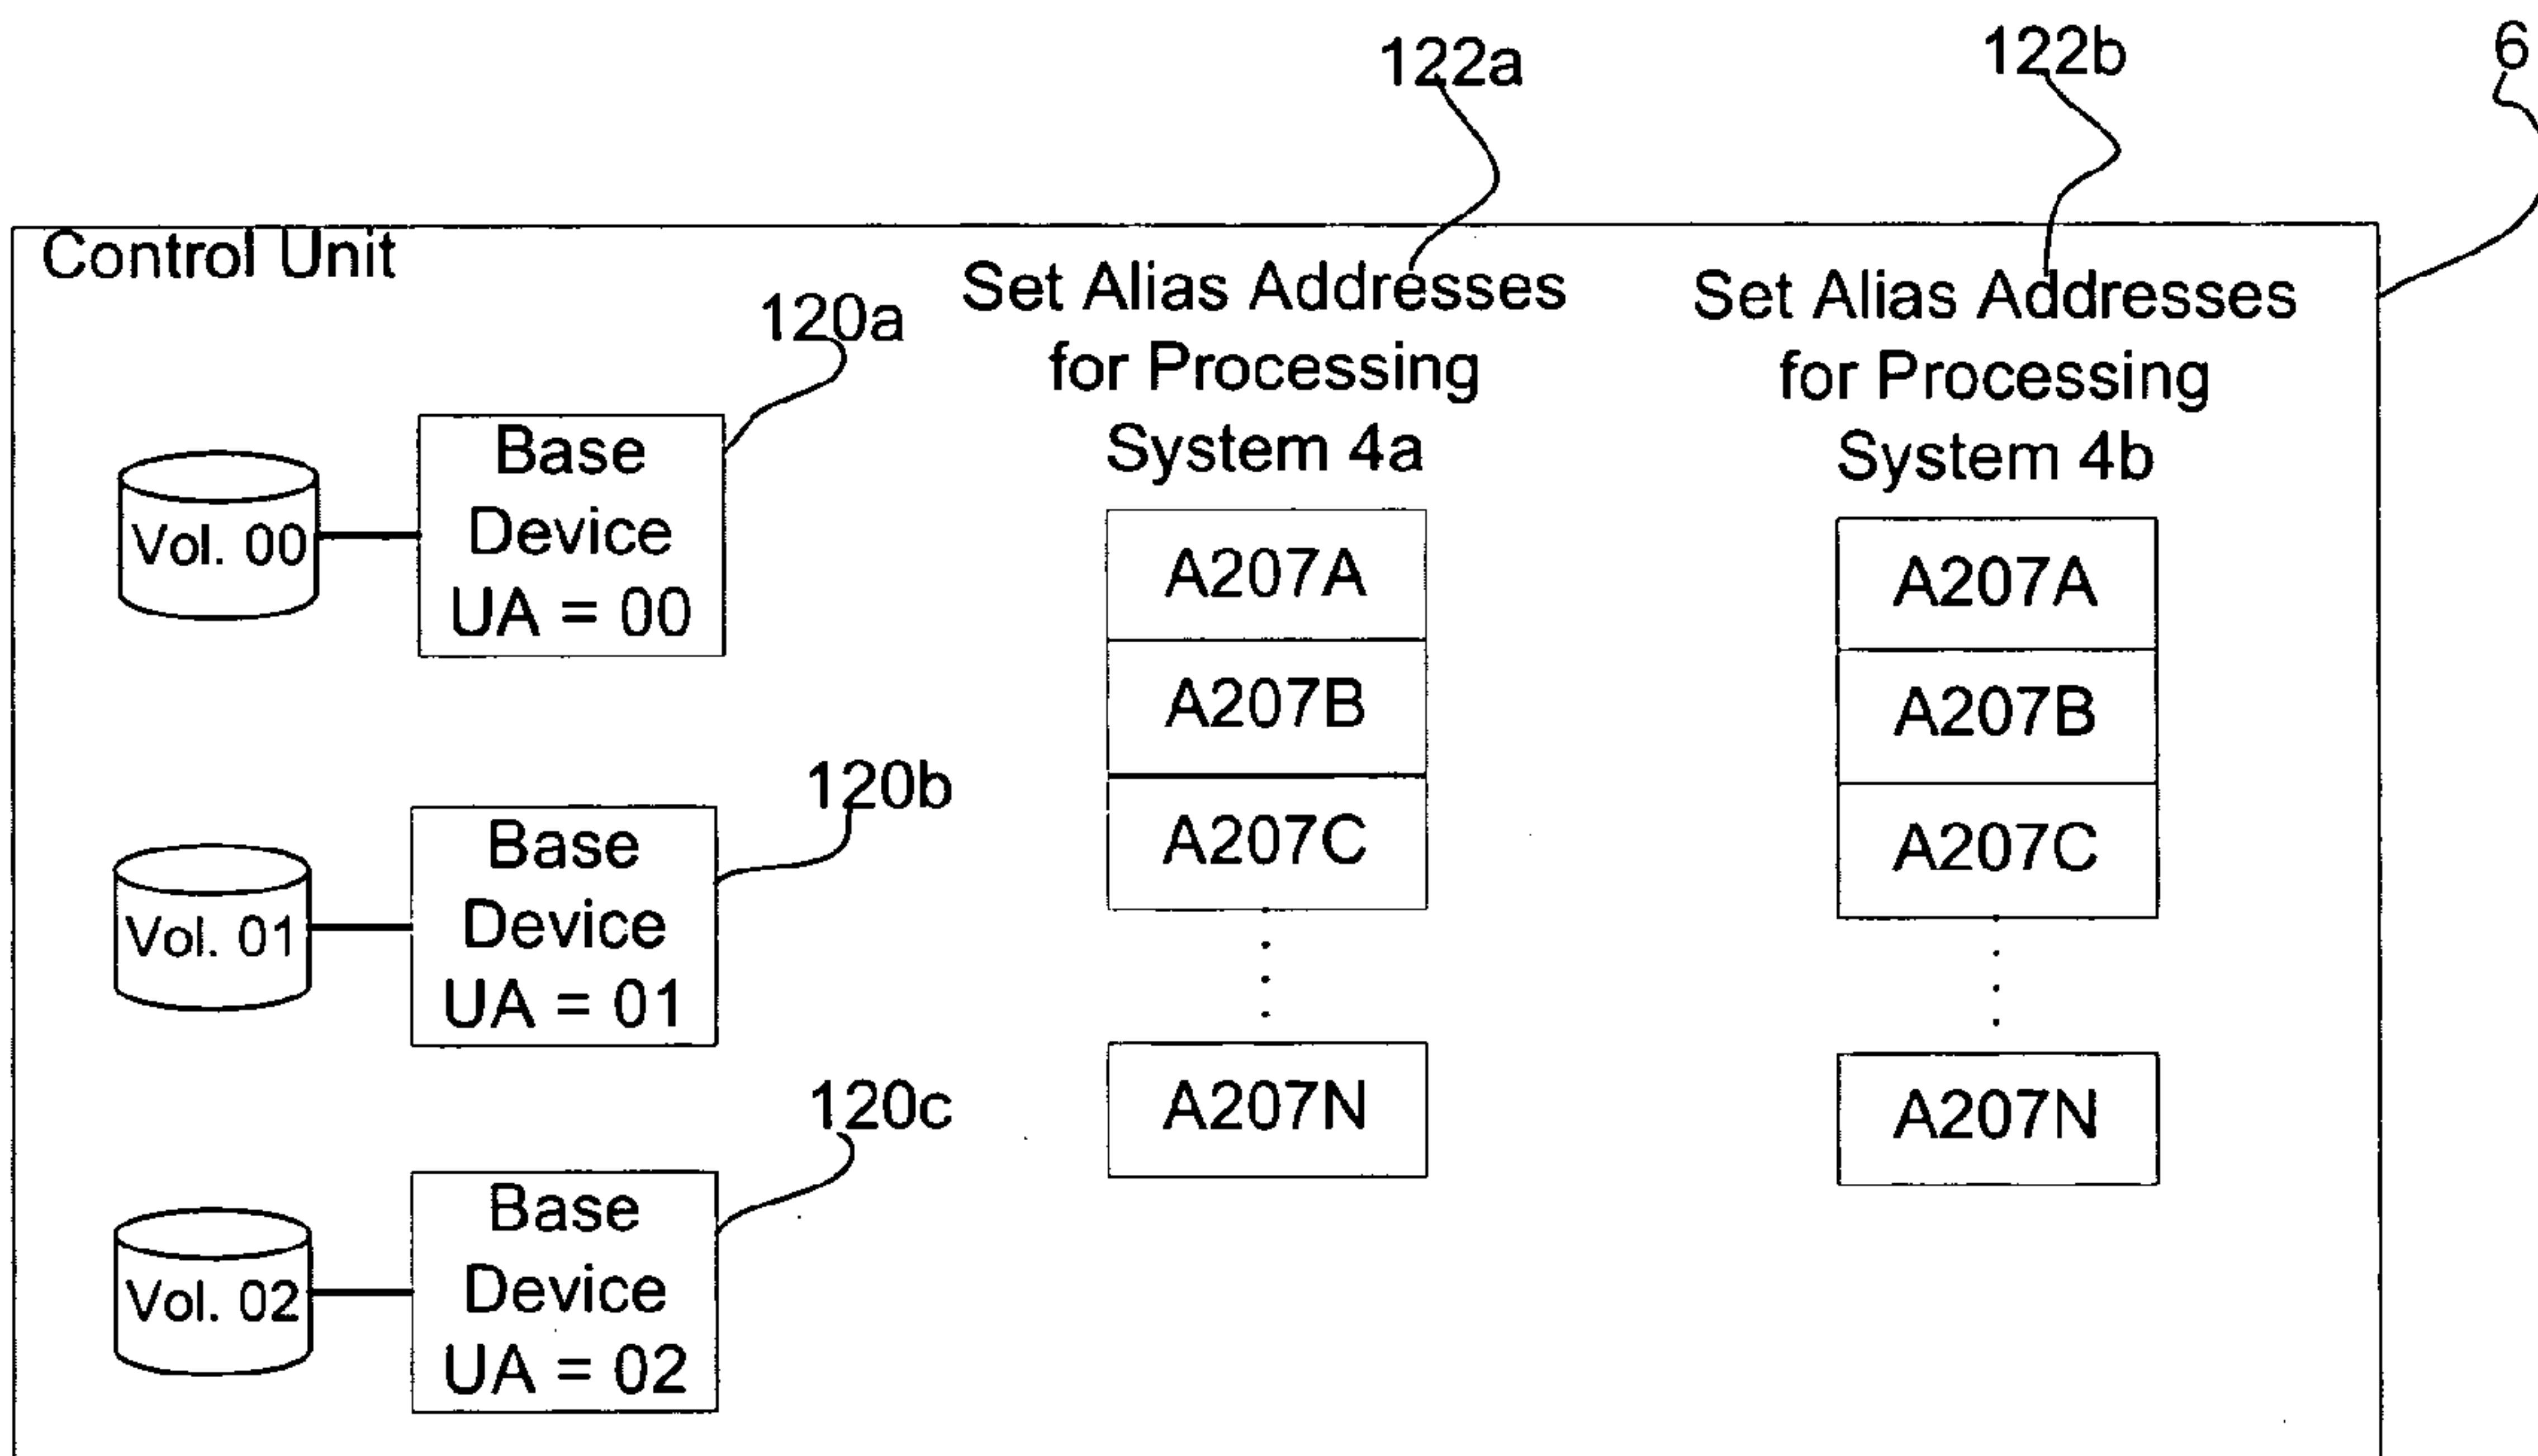 122a
122b
6
Control Unit
120a
Vol. 00
Base
Device
UA = 00
120b
Vol. 01
Base
Device
UA = 01
120c
Vol. 02
Base
Device
UA = 02
Set Alias Addresses
for Processing
System 4a
A207A
A207B
A207C
A207N
Set Alias Addresses
for Processing
System 4b
A207A
A207B
A207C
A207N